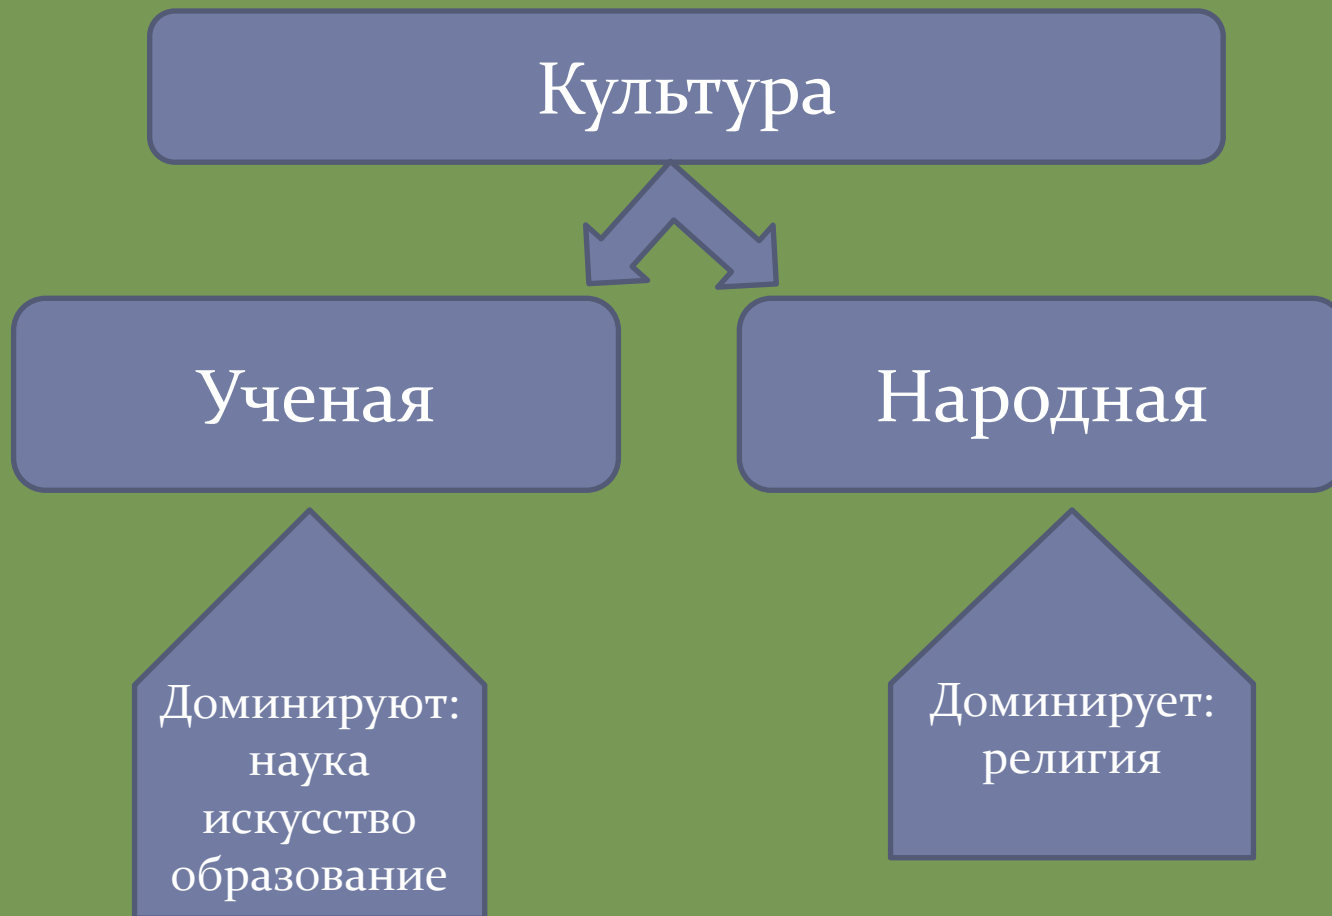 Культура
Ученая
Народная
Доминируют:
наука
искусство
образование
Доминирует:
религия